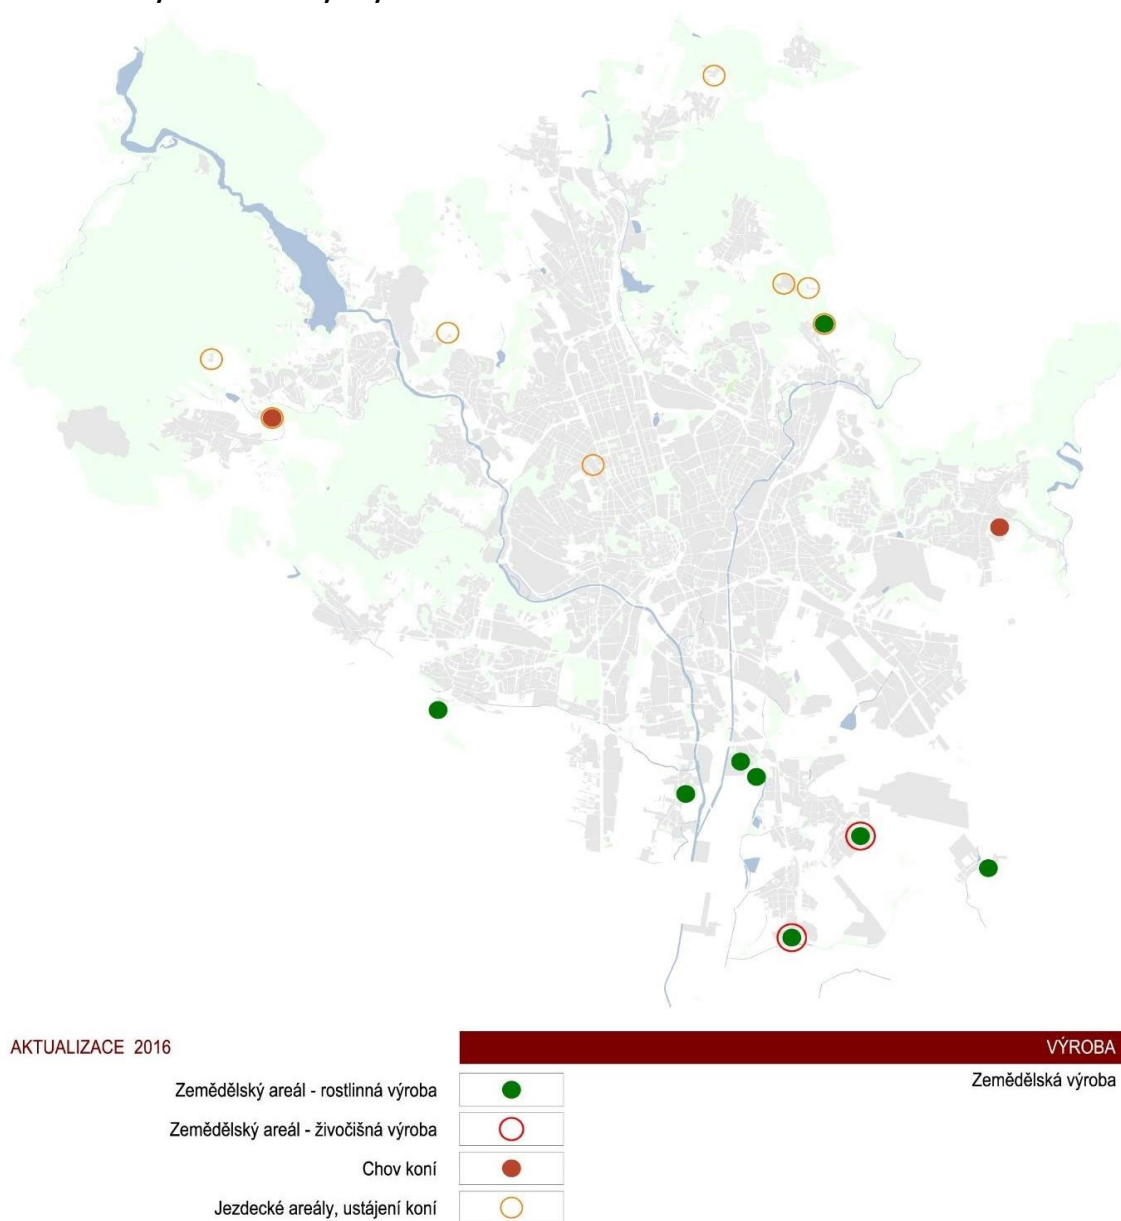 AKTUALIZACE 2016
VÝROBA
Zemědělská výroba
Zemědělský areál - rostlinná výroba
Zemědělský areál - živočišná výroba
Chov koní
Jezdecké areály, ustájení koní